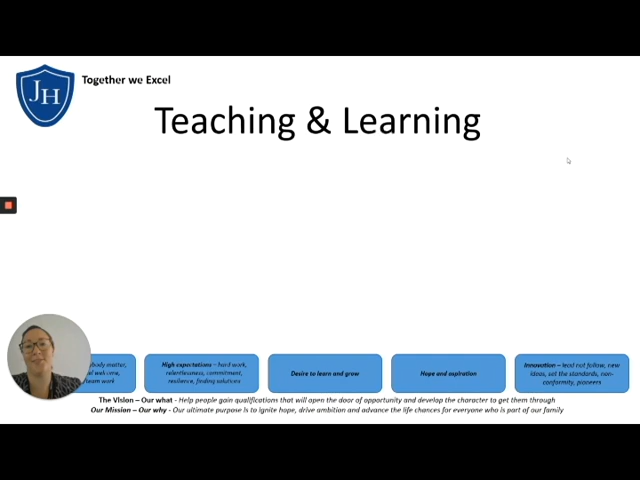 JH
Together we Excel
Teaching & Learning
body matter,
team work
High expectations – hard work,
relentlessness, commitment,
resilience, finding solutions
Desire to learn and grow
Hope and aspiration
Innovation – lead not follow, new
ideas, set the standards, non-
conformity, pioneers
The Vision – Our what - Help people gain qualifications that will open the door of opportunity and develop the character to get them through
Our Mission – Our why - Our ultimate purpose is to ignite hope, drive ambition and advance the life chances for everyone who is part of our family